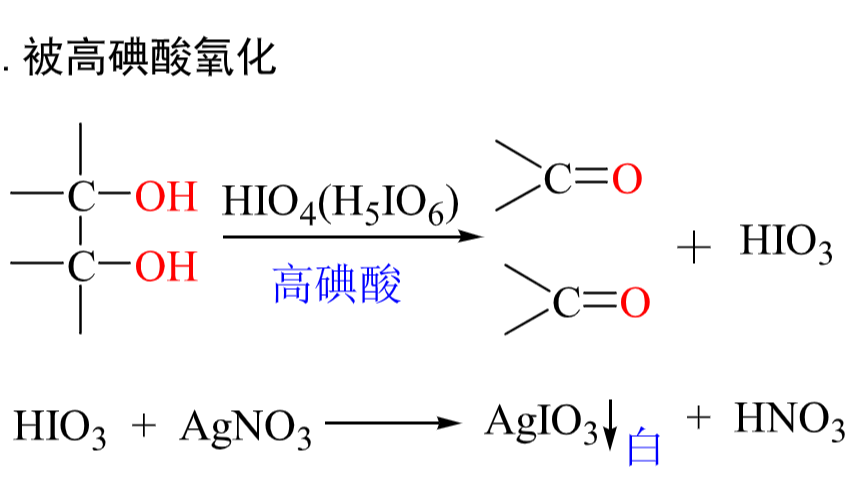 . 被高碘酸氧化
C OH HIO4(H5IO6) C=O
C OH 高碘酸 C=O + HIO3
HIO3 + AgNO3 → AgIO3↓白 + HNO3